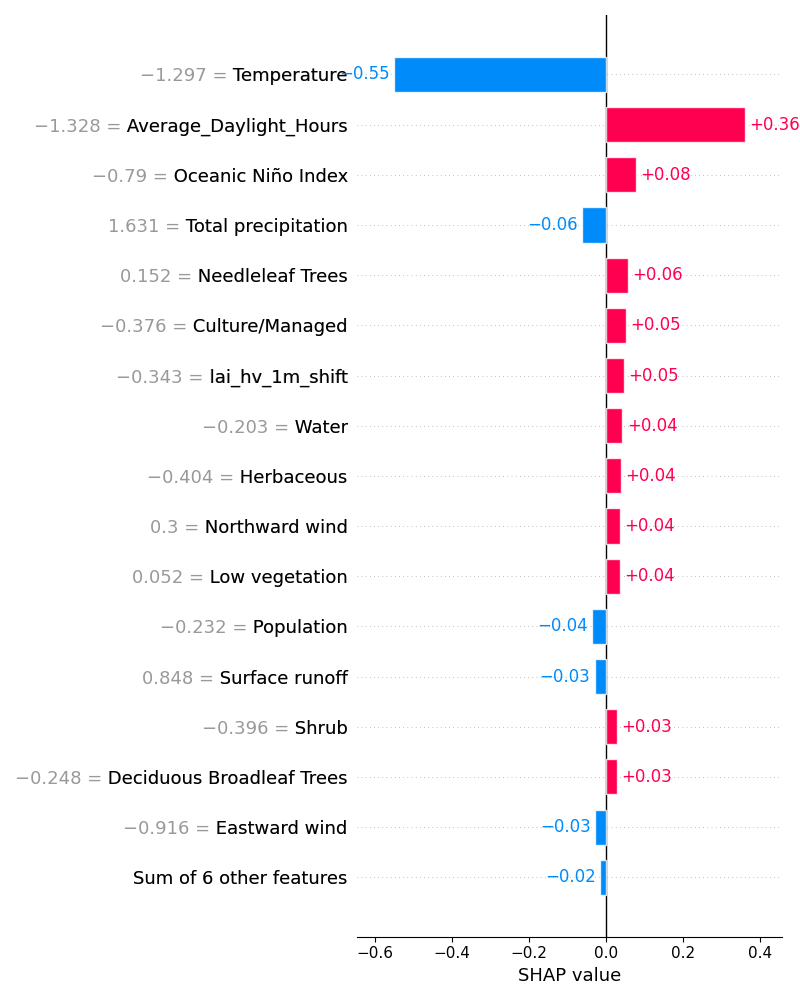 −1.297 = Temperature −0.55
−1.328 = Average_Daylight_Hours +0.36
−0.79 = Oceanic Niño Index +0.08
1.631 = Total precipitation −0.06
0.152 = Needleleaf Trees +0.06
−0.376 = Culture/Managed +0.05
−0.343 = lai_hv_1m_shift +0.05
−0.203 = Water +0.04
−0.404 = Herbaceous +0.04
0.3 = Northward wind +0.04
0.052 = Low vegetation +0.04
−0.232 = Population −0.04
0.848 = Surface runoff −0.03
−0.396 = Shrub +0.03
−0.248 = Deciduous Broadleaf Trees +0.03
−0.916 = Eastward wind −0.03
Sum of 6 other features −0.02
−0.6 −0.4 −0.2 0.0 0.2 0.4
SHAP value